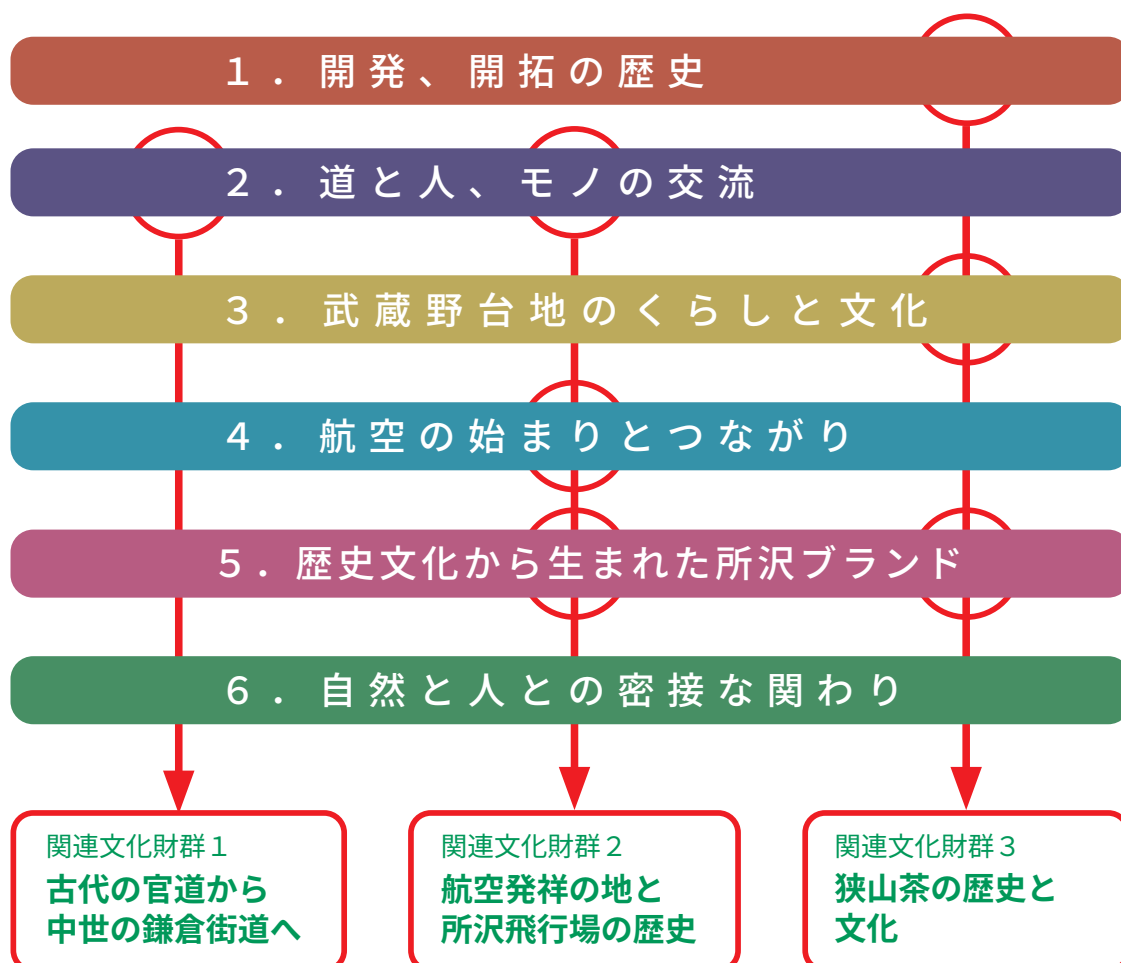 １．開発、開拓の歴史
２．道と人、モノの交流
３．武蔵野台地のくらしと文化
４．航空の始まりとつながり
５．歴史文化から生まれた所沢ブランド
６．自然と人との密接な関わり
関連文化財群１
古代の官道から
中世の鎌倉街道へ
関連文化財群２
航空発祥の地と
所沢飛行場の歴史
関連文化財群３
狭山茶の歴史と
文化